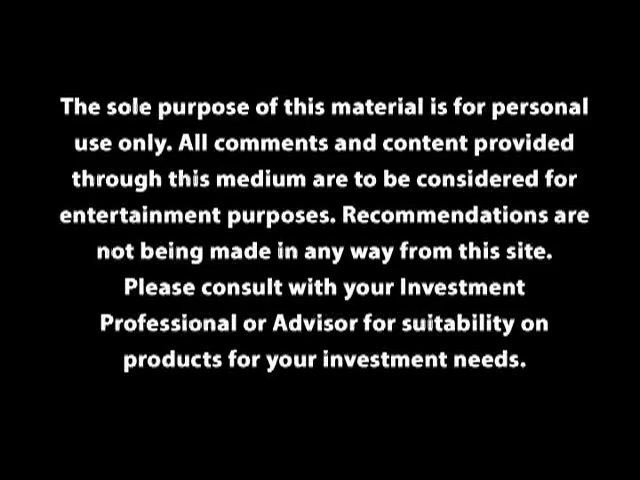 The sole purpose of this material is for personal
use only. All comments and content provided
through this medium are to be considered for
entertainment purposes. Recommendations are
not being made in any way from this site.
Please consult with your Investment
Professional or Advisor for suitability on
products for your investment needs.